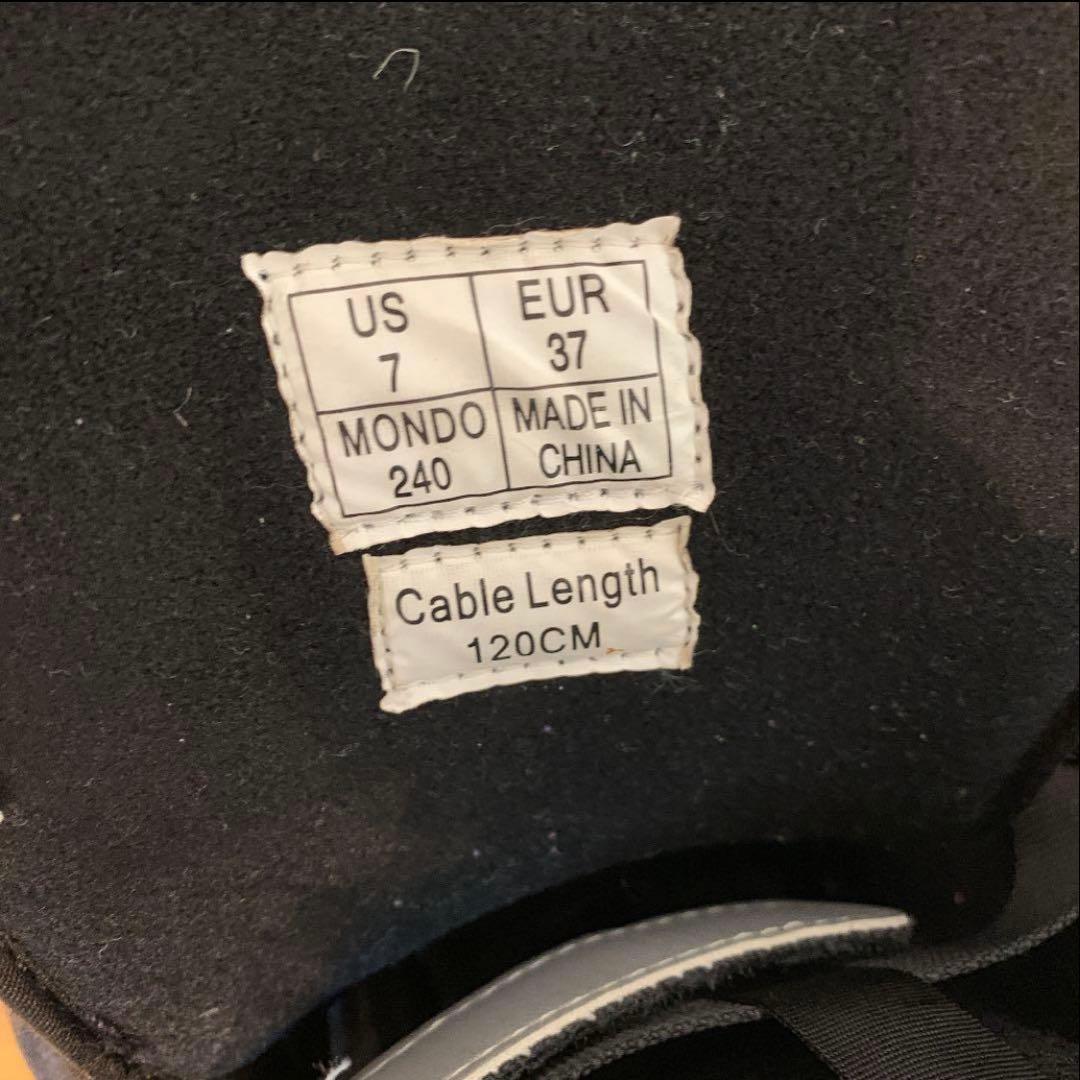 US
7
EUR
37
MONDO
240
MADE IN
CHINA
Cable Length
120CM